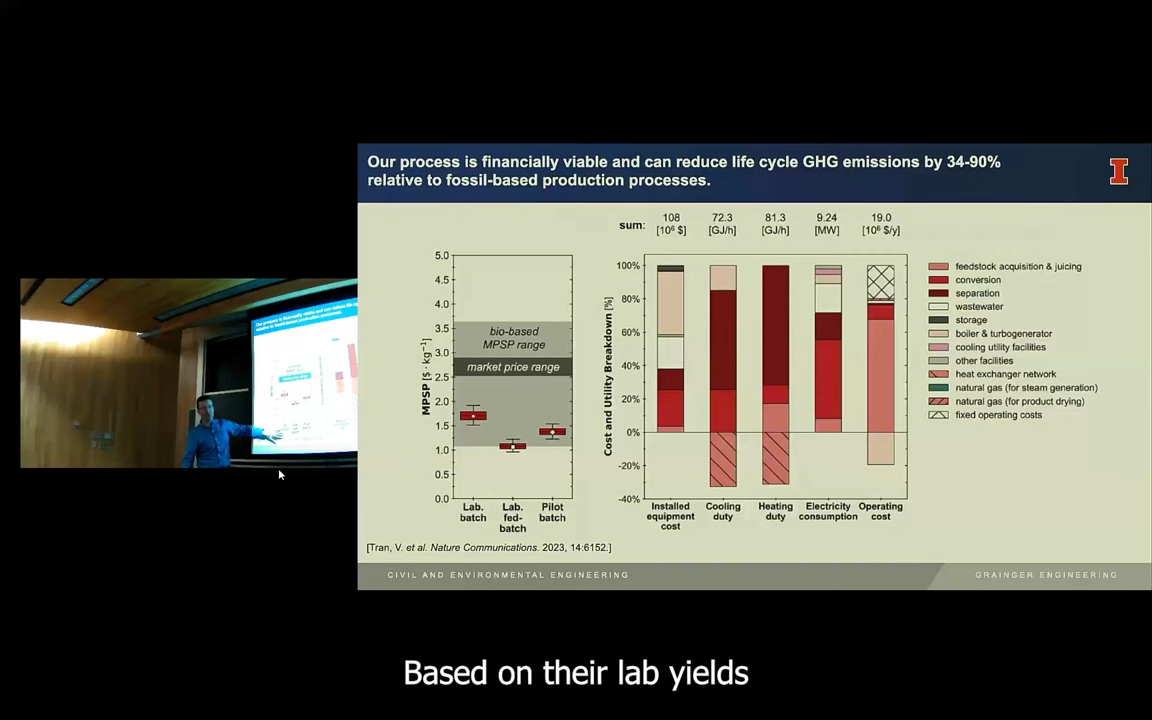 Our process is financially viable and can reduce life cycle GHG emissions by 34-90%
relative to fossil-based production processes.
I
sum:
108
[10⁶ $]
72.3
[GJ/h]
81.3
[GJ/h]
9.24
[MW]
19.0
[10⁶ $/y]
MPSP [$ · kg⁻¹]
5.0
4.5
4.0
3.5
3.0
2.5
2.0
1.5
1.0
0.5
0.0
bio-based
MPSP range
market price range
Lab.
batch
Lab.
fed-
batch
Pilot
batch
Cost and Utility Breakdown [%]
100%
80%
60%
40%
20%
0%
-20%
-40%
Installed
equipment
cost
Cooling
duty
Heating
duty
Electricity
consumption
Operating
cost
feedstock acquisition & juicing
conversion
separation
wastewater
storage
boiler & turbogenerator
cooling utility facilities
other facilities
heat exchanger network
natural gas (for steam generation)
natural gas (for product drying)
fixed operating costs
[Tran, V. et al. Nature Communications. 2023, 14:6152.]
CIVIL AND ENVIRONMENTAL ENGINEERING
GRAINGER ENGINEERING
Based on their lab yields